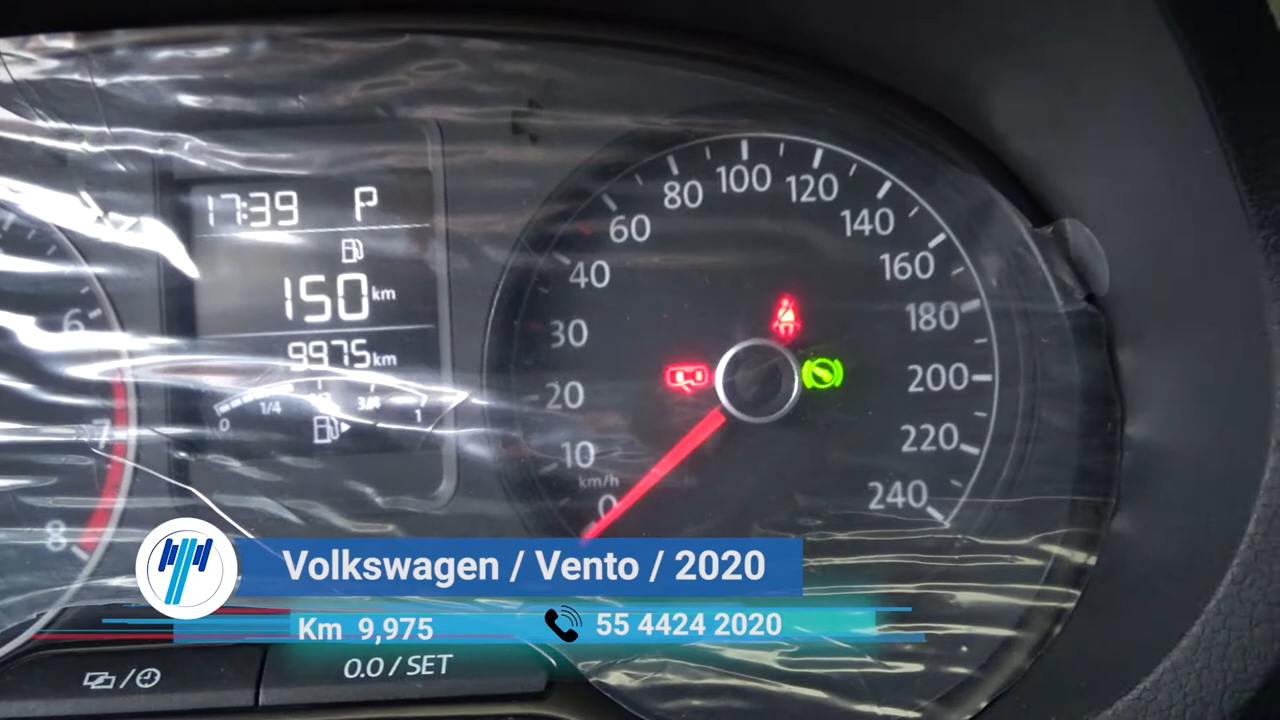 17:39 P
150 km
9975 km
0 1/4 1/2 3/4 1
6
7
8
0
10
20
30
40
60
80
100
120
140
160
180
200
220
240
km/h
Volkswagen / Vento / 2020
Km 9,975
55 4424 2020
0.0 / SET